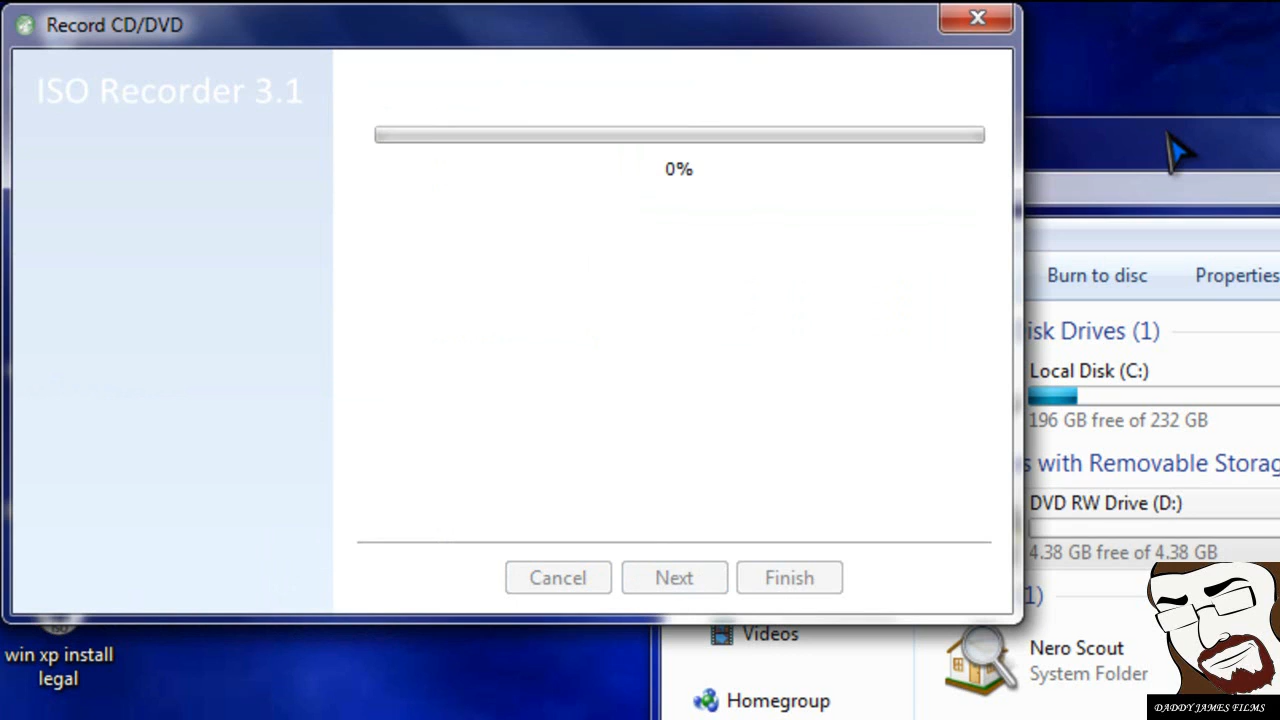 Record CD/DVD
ISO Recorder 3.1
0%
Cancel
Next
Finish
Burn to disc
Properties
isk Drives (1)
Local Disk (C:)
196 GB free of 232 GB
s with Removable Storag
DVD RW Drive (D:)
4.38 GB free of 4.38 GB
1)
Nero Scout
System Folder
Videos
Homegroup
win xp install
legal
DADDY JAMES FILMS